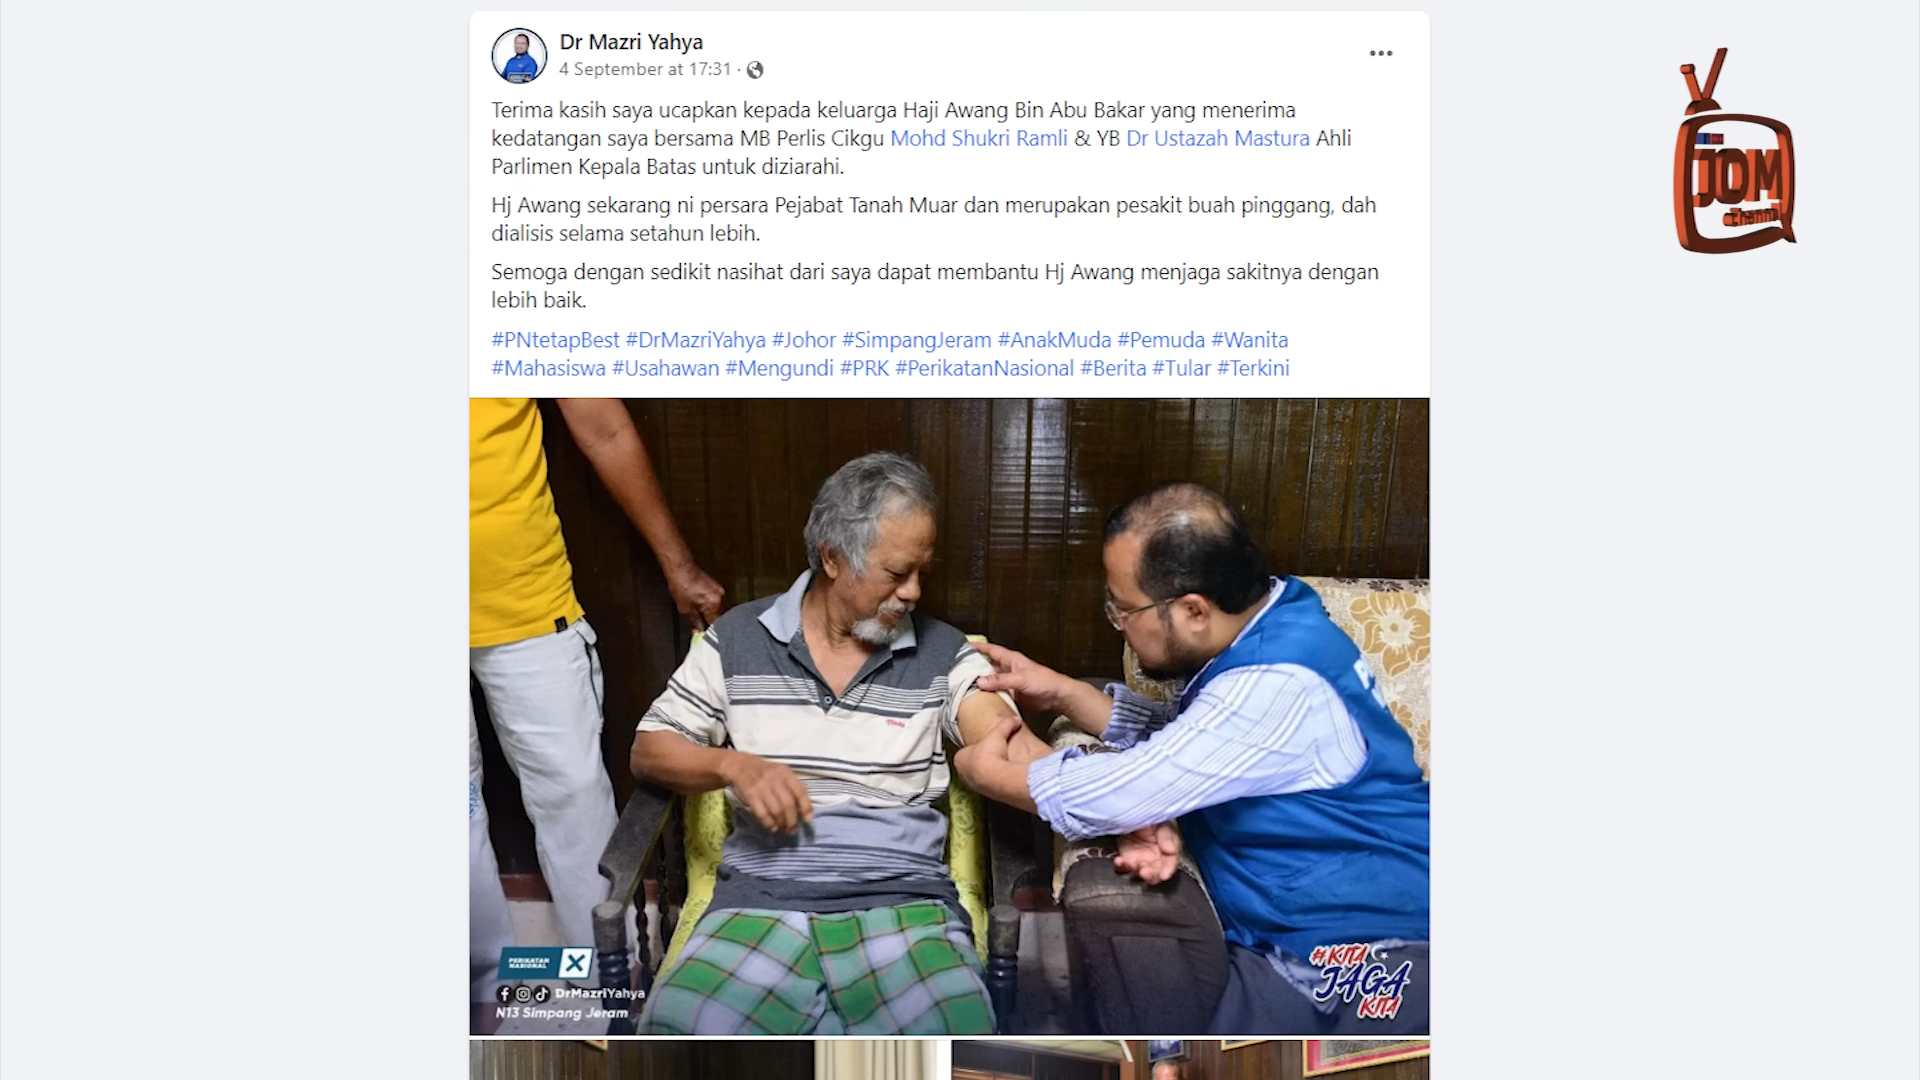 Dr Mazri Yahya
4 September at 17:31 ·
Terima kasih saya ucapkan kepada keluarga Haji Awang Bin Abu Bakar yang menerima
kedatangan saya bersama MB Perlis Cikgu Mohd Shukri Ramli & YB Dr Ustazah Mastura Ahli
Parlimen Kepala Batas untuk diziarahi.
Hj Awang sekarang ni persara Pejabat Tanah Muar dan merupakan pesakit buah pinggang, dah
dialisis selama setahun lebih.
Semoga dengan sedikit nasihat dari saya dapat membantu Hj Awang menjaga sakitnya dengan
lebih baik.
#PNtetapBest #DrMazriYahya #Johor #SimpangJeram #AnakMuda #Pemuda #Wanita
#Mahasiswa #Usahawan #Mengundi #PRK #PerikatanNasional #Berita #Tular #Terkini
JOM
Channel
PERIKATAN
NASIONAL
DrMazriYahya
N13 Simpang Jeram
#KITA
JAGA
KITA